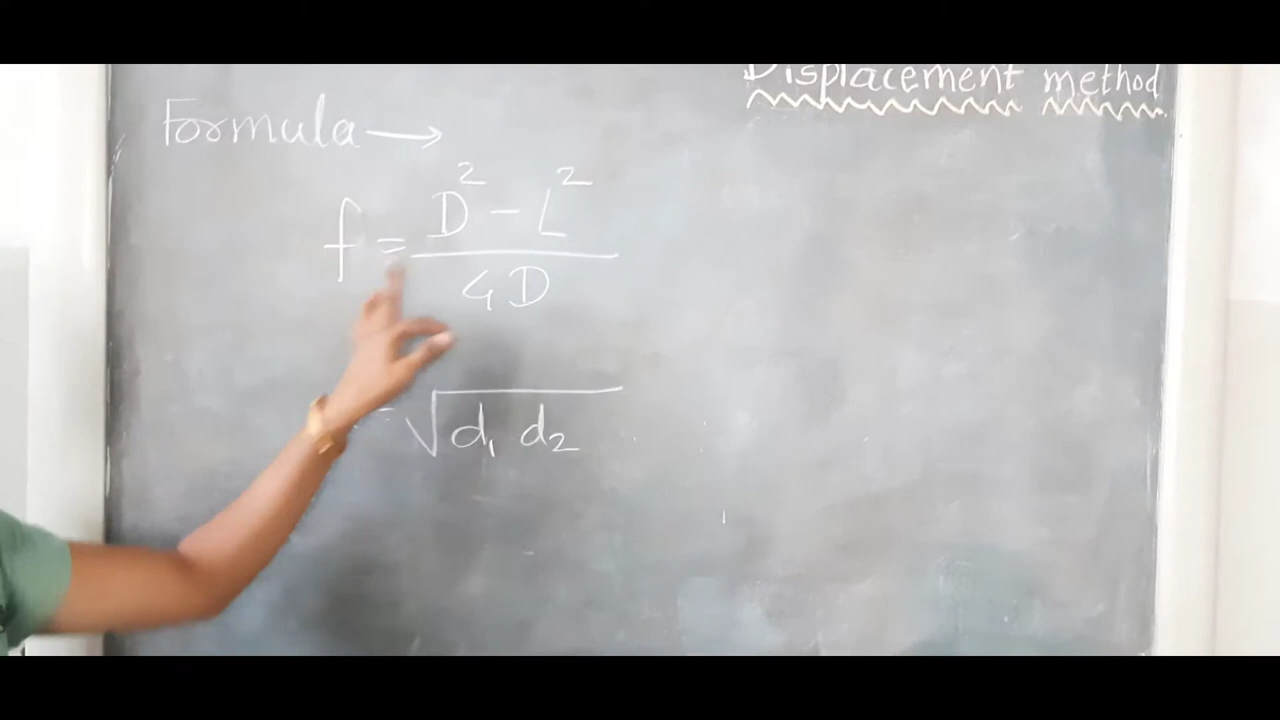 Displacement method
Formula →
f = D² - L² / 4D
= √d₁ d₂